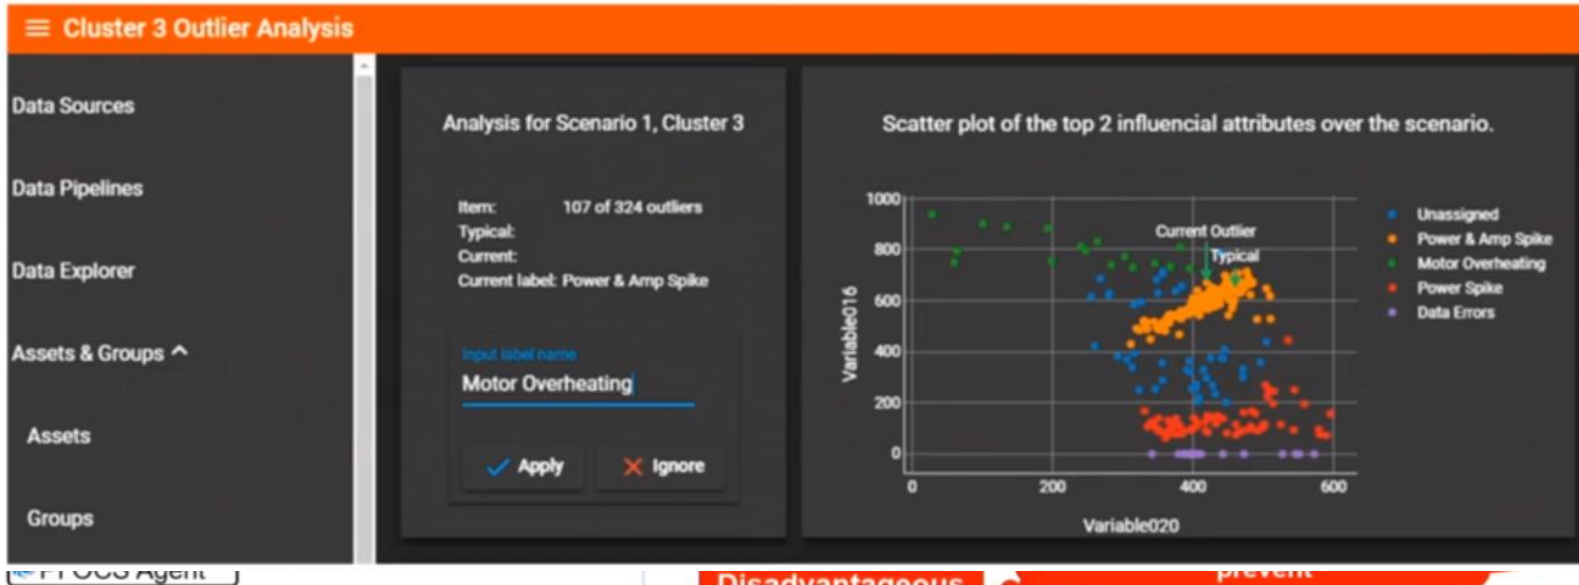 Cluster 3 Outlier Analysis
Data Sources
Data Pipelines
Data Explorer
Assets & Groups
Assets
Groups
Analysis for Scenario 1, Cluster 3
Item: 107 of 324 outliers
Typical:
Current:
Current label: Power & Amp Spike
Input label name
Motor Overheating
Apply
Ignore
Scatter plot of the top 2 influencial attributes over the scenario.
1000
800
600
400
200
0
Variable016
Current Outlier
Typical
0 200 400 600
Variable020
Unassigned
Power & Amp Spike
Motor Overheating
Power Spike
Data Errors
Agent
Disadvantageous
prevent